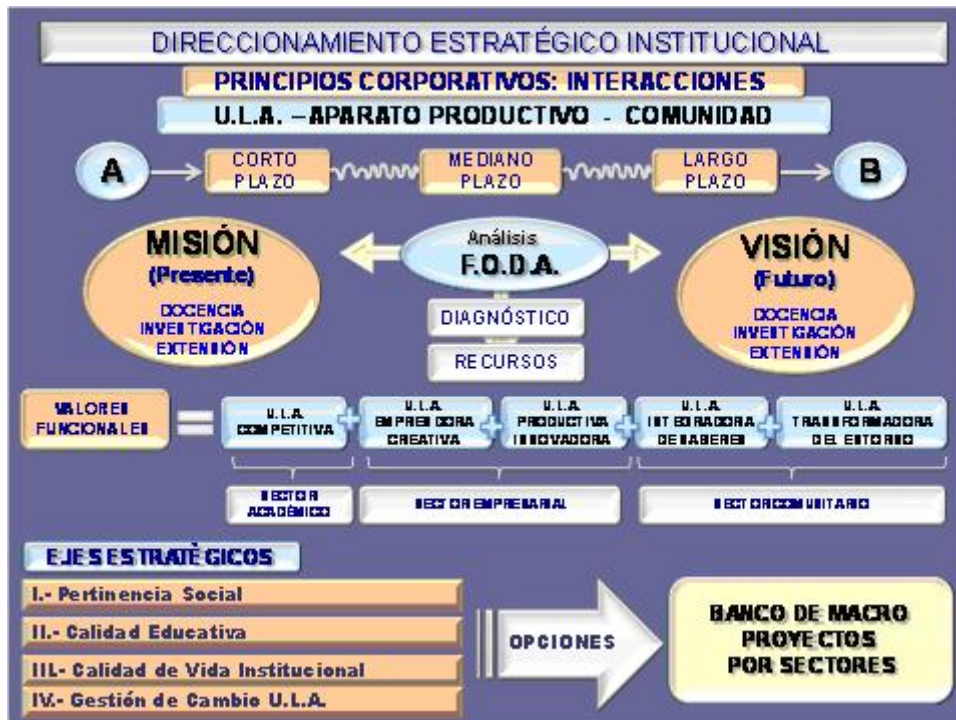 DIRECCIONAMIENTO ESTRATÉGICO INSTITUCIONAL
PRINCIPIOS CORPORATIVOS: INTERACCIONES
U.L.A. – APARATO PRODUCTIVO - COMUNIDAD
A
CORTO
PLAZO
MEDIANO
PLAZO
LARGO
PLAZO
B
MISIÓN
(Presente)
DOCENCIA
INVESTIGACIÓN
EXTENSIÓN
Análisis
F.O.D.A.
DIAGNÓSTICO
RECURSOS
VISIÓN
(Futuro)
DOCENCIA
INVESTIGACIÓN
EXTENSIÓN
VALORES
FUNCIONALES
=
U.L.A.
COMPETITIVA
+
U.L.A.
EMPRENDORA
CREATIVA
+
U.L.A.
PRODUCTIVA
INNOVADORA
+
U.L.A.
INTEGRADORA
DE SABERES
+
U.L.A.
TRANSFORMADORA
DEL ENTORNO
SECTOR
ACADÉMICO
SECTOR EMPRESARIAL
SECTOR COMUNITARIO
EJES ESTRATÈGICOS
I.- Pertinencia Social
II.- Calidad Educativa
III.- Calidad de Vida Institucional
IV.- Gestión de Cambio U.L.A.
OPCIONES
BANCO DE MACRO
PROYECTOS
POR SECTORES